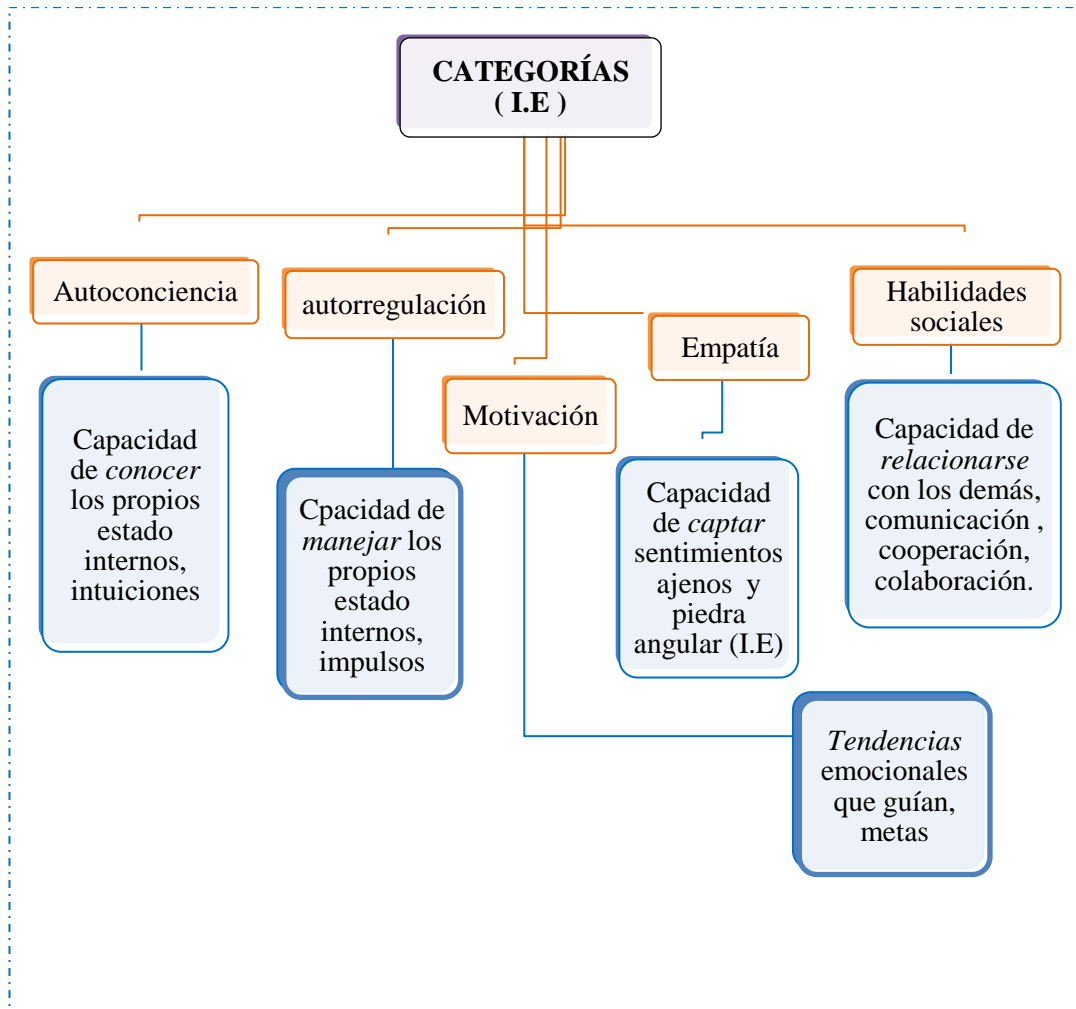 CATEGORÍAS
( I.E )
Autoconciencia
autorregulación
Motivación
Empatía
Habilidades
sociales
Capacidad
de conocer
los propios
estado
internos,
intuiciones
Cpacidad de
manejar los
propios
estado
internos,
impulsos
Capacidad
de captar
sentimientos
ajenos y
piedra
angular (I.E)
Capacidad de
relacionarse
con los demás,
comunicación ,
cooperación,
colaboración.
Tendencias
emocionales
que guían,
metas